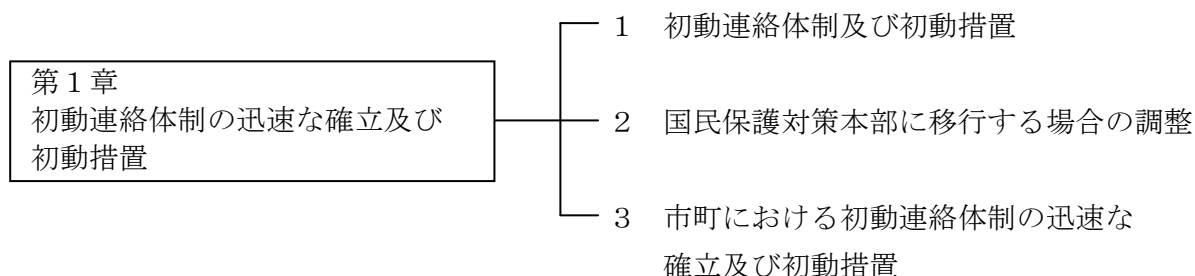 第１章
初動連絡体制の迅速な確立及び
初動措置
１　初動連絡体制及び初動措置
２　国民保護対策本部に移行する場合の調整
３　市町における初動連絡体制の迅速な
確立及び初動措置